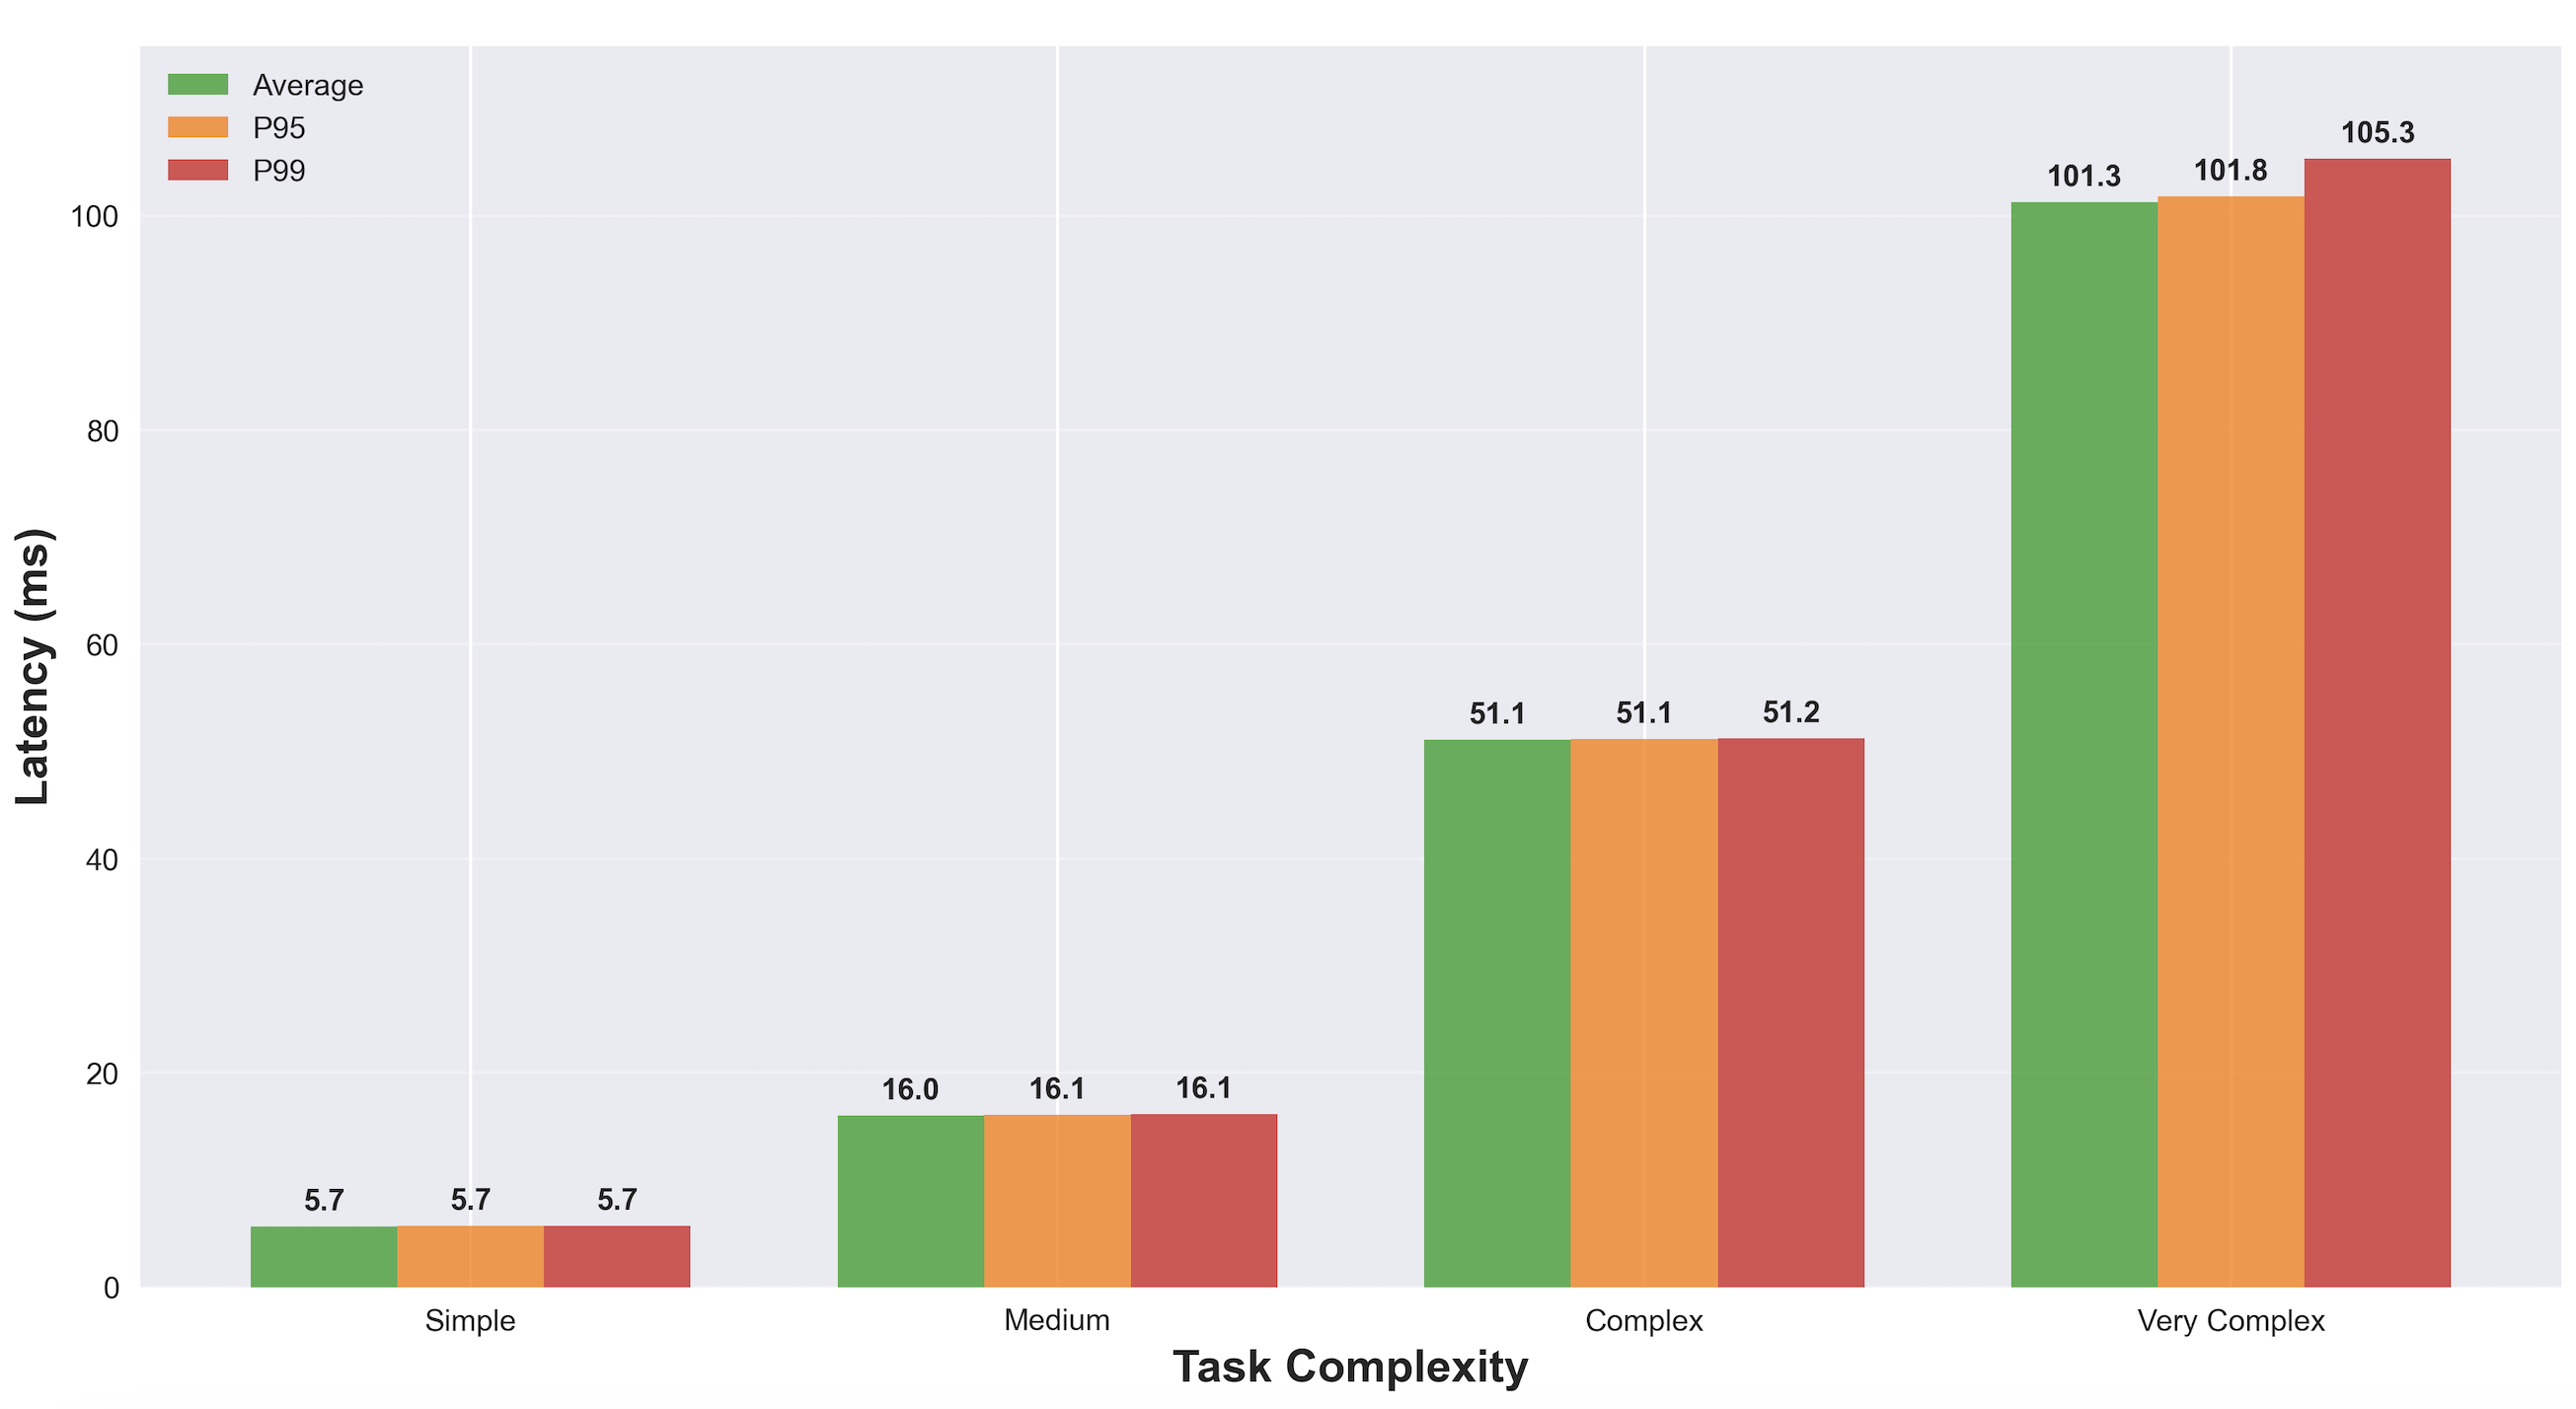 Average
P95
P99
105.3
101.3 101.8
100
80
60
51.1 51.1 51.2
40
20
16.0 16.1 16.1
5.7 5.7 5.7
0
Simple Medium Complex Very Complex
Task Complexity
Latency (ms)